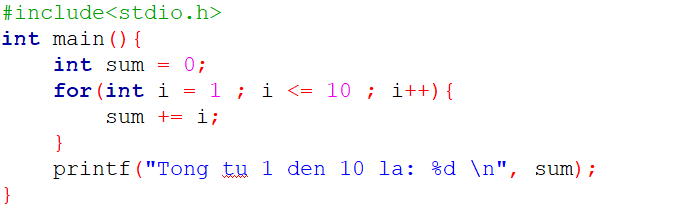 #include<stdio.h>
int main(){
    int sum = 0;
    for(int i = 1 ; i <= 10 ; i++){
        sum += i;
    }
    printf("Tong tu 1 den 10 la: %d \n", sum);
}